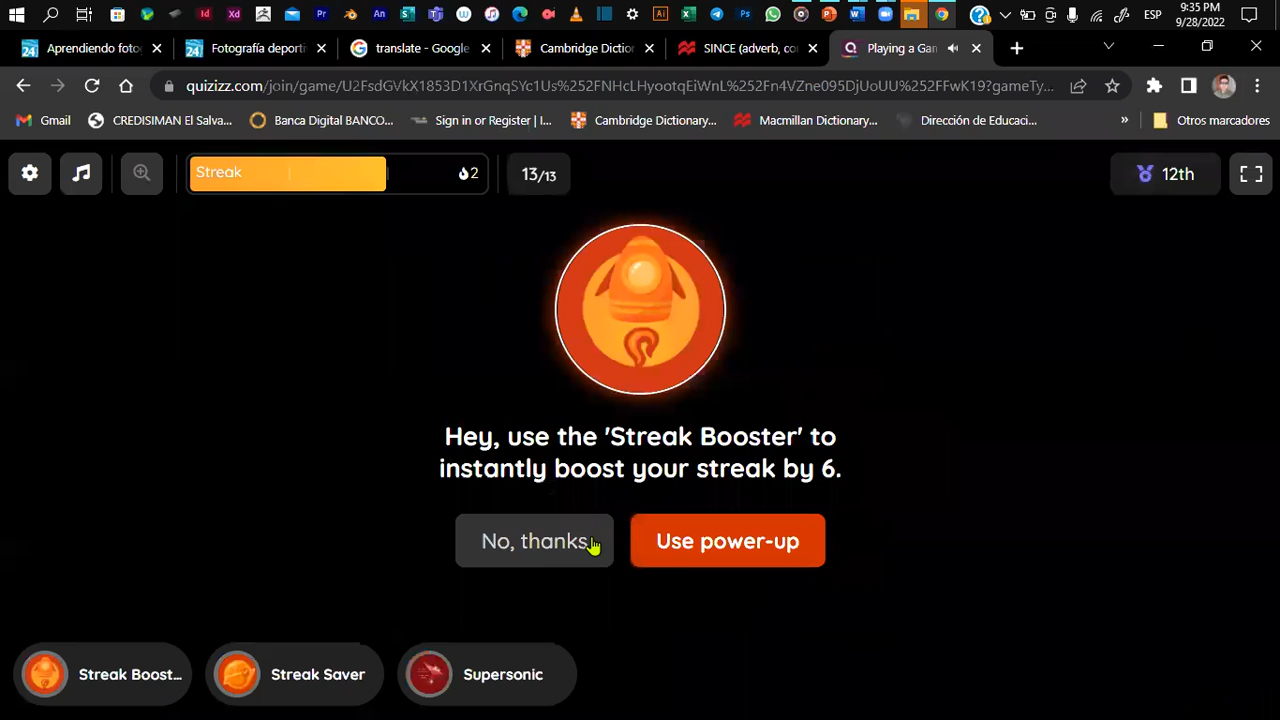 9:35 PM
ESP
9/28/2022
Aprendiendo foto
Fotografía deporti
translate - Google
Cambridge Dictio
SINCE (adverb, co
Playing a Gam
quizizz.com/join/game/U2FsdGVkX1853D1XrGnqSYc1Us%252FNHcLHyootqEiWnL%252Fn4VZne095DjUoUU%252FFwK19?gameTy...
Gmail
CREDISIMAN El Salva...
Banca Digital BANCO...
Sign in or Register | I...
Cambridge Dictionary...
Macmillan Dictionary...
Dirección de Educaci...
»
Otros marcadores
Streak
2
13/13
12th
Hey, use the 'Streak Booster' to
instantly boost your streak by 6.
No, thanks
Use power-up
Streak Boost...
Streak Saver
Supersonic